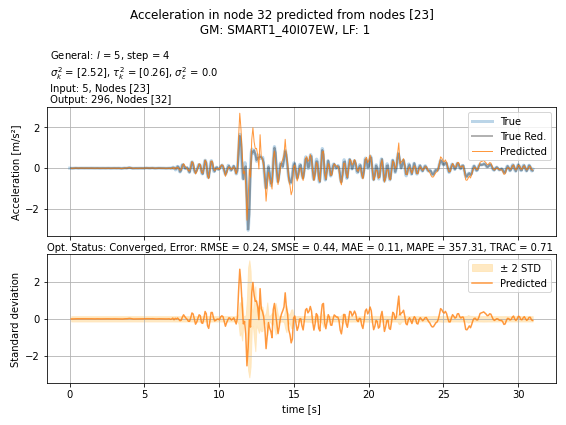 Acceleration in node 32 predicted from nodes [23]
GM: SMART1_40I07EW, LF: 1
General: l = 5, step = 4
σ²ₖ = [2.52], τ²ₖ = [0.26], σ²ε = 0.0
Input: 5, Nodes [23]
Output: 296, Nodes [32]
Acceleration [m/s²]
2
0
−2
True
True Red.
Predicted
Opt. Status: Converged, Error: RMSE = 0.24, SMSE = 0.44, MAE = 0.11, MAPE = 357.31, TRAC = 0.71
Standard deviation
2
0
−2
± 2 STD
Predicted
0 5 10 15 20 25 30
time [s]